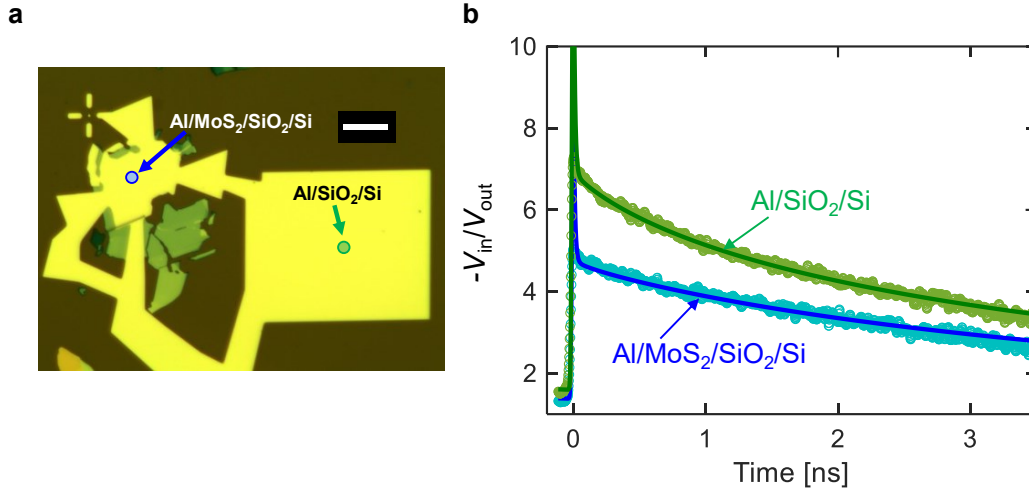 a
b
Al/MoS₂/SiO₂/Si
Al/SiO₂/Si
10
8
6
4
2
-Vin/Vout
Al/SiO₂/Si
Al/MoS₂/SiO₂/Si
0 1 2 3
Time [ns]